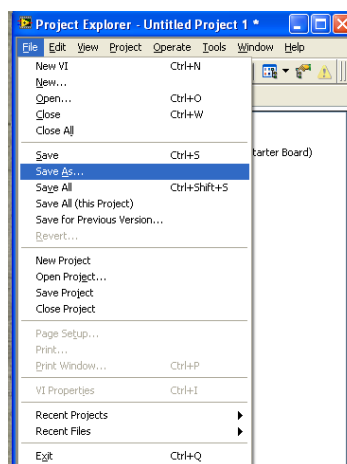 Project Explorer - Untitled Project 1 *
File Edit View Project Operate Tools Window Help
New VI Ctrl+N
New...
Open... Ctrl+O
Close Ctrl+W
Close All
Save Ctrl+S
tarter Board)
Save As...
Save All Ctrl+Shift+S
Save All (this Project)
Save for Previous Version...
Revert...
New Project
Open Project...
Save Project
Close Project
Page Setup...
Print...
Print Window... Ctrl+P
VI Properties Ctrl+I
Recent Projects
Recent Files
Exit Ctrl+Q